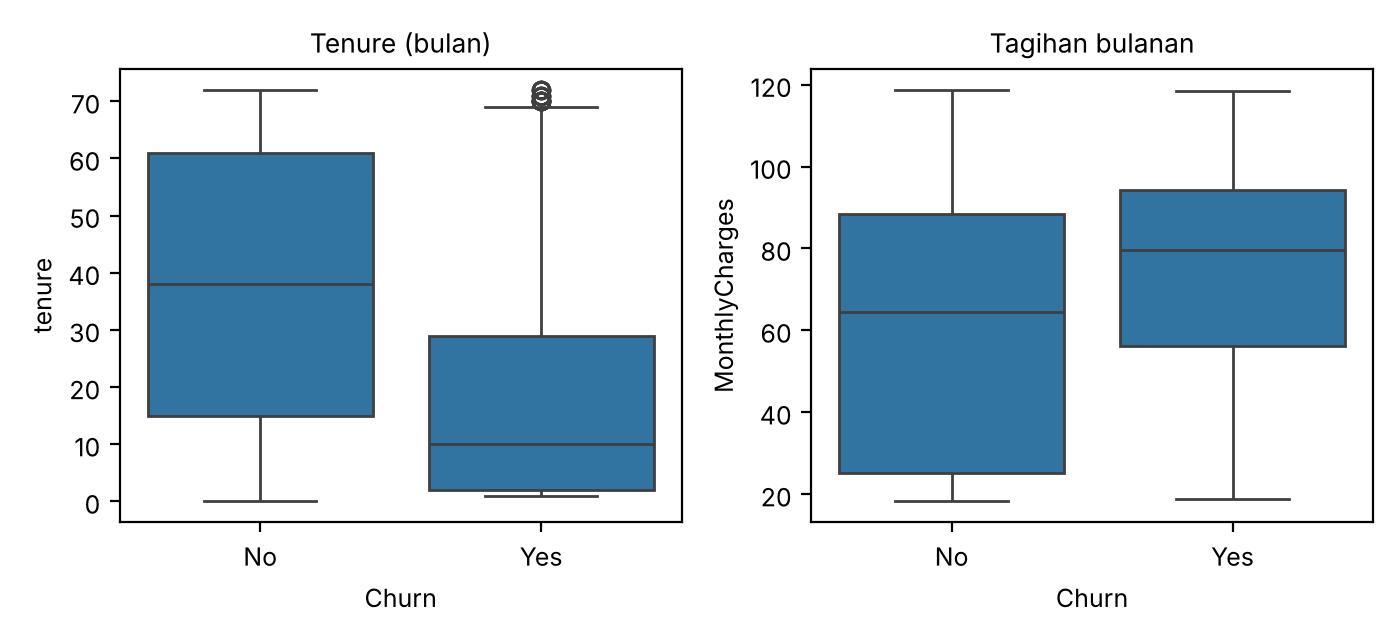 Tenure (bulan)
tenure
70
60
50
40
30
20
10
0
No
Yes
Churn
Tagihan bulanan
MonthlyCharges
120
100
80
60
40
20
No
Yes
Churn